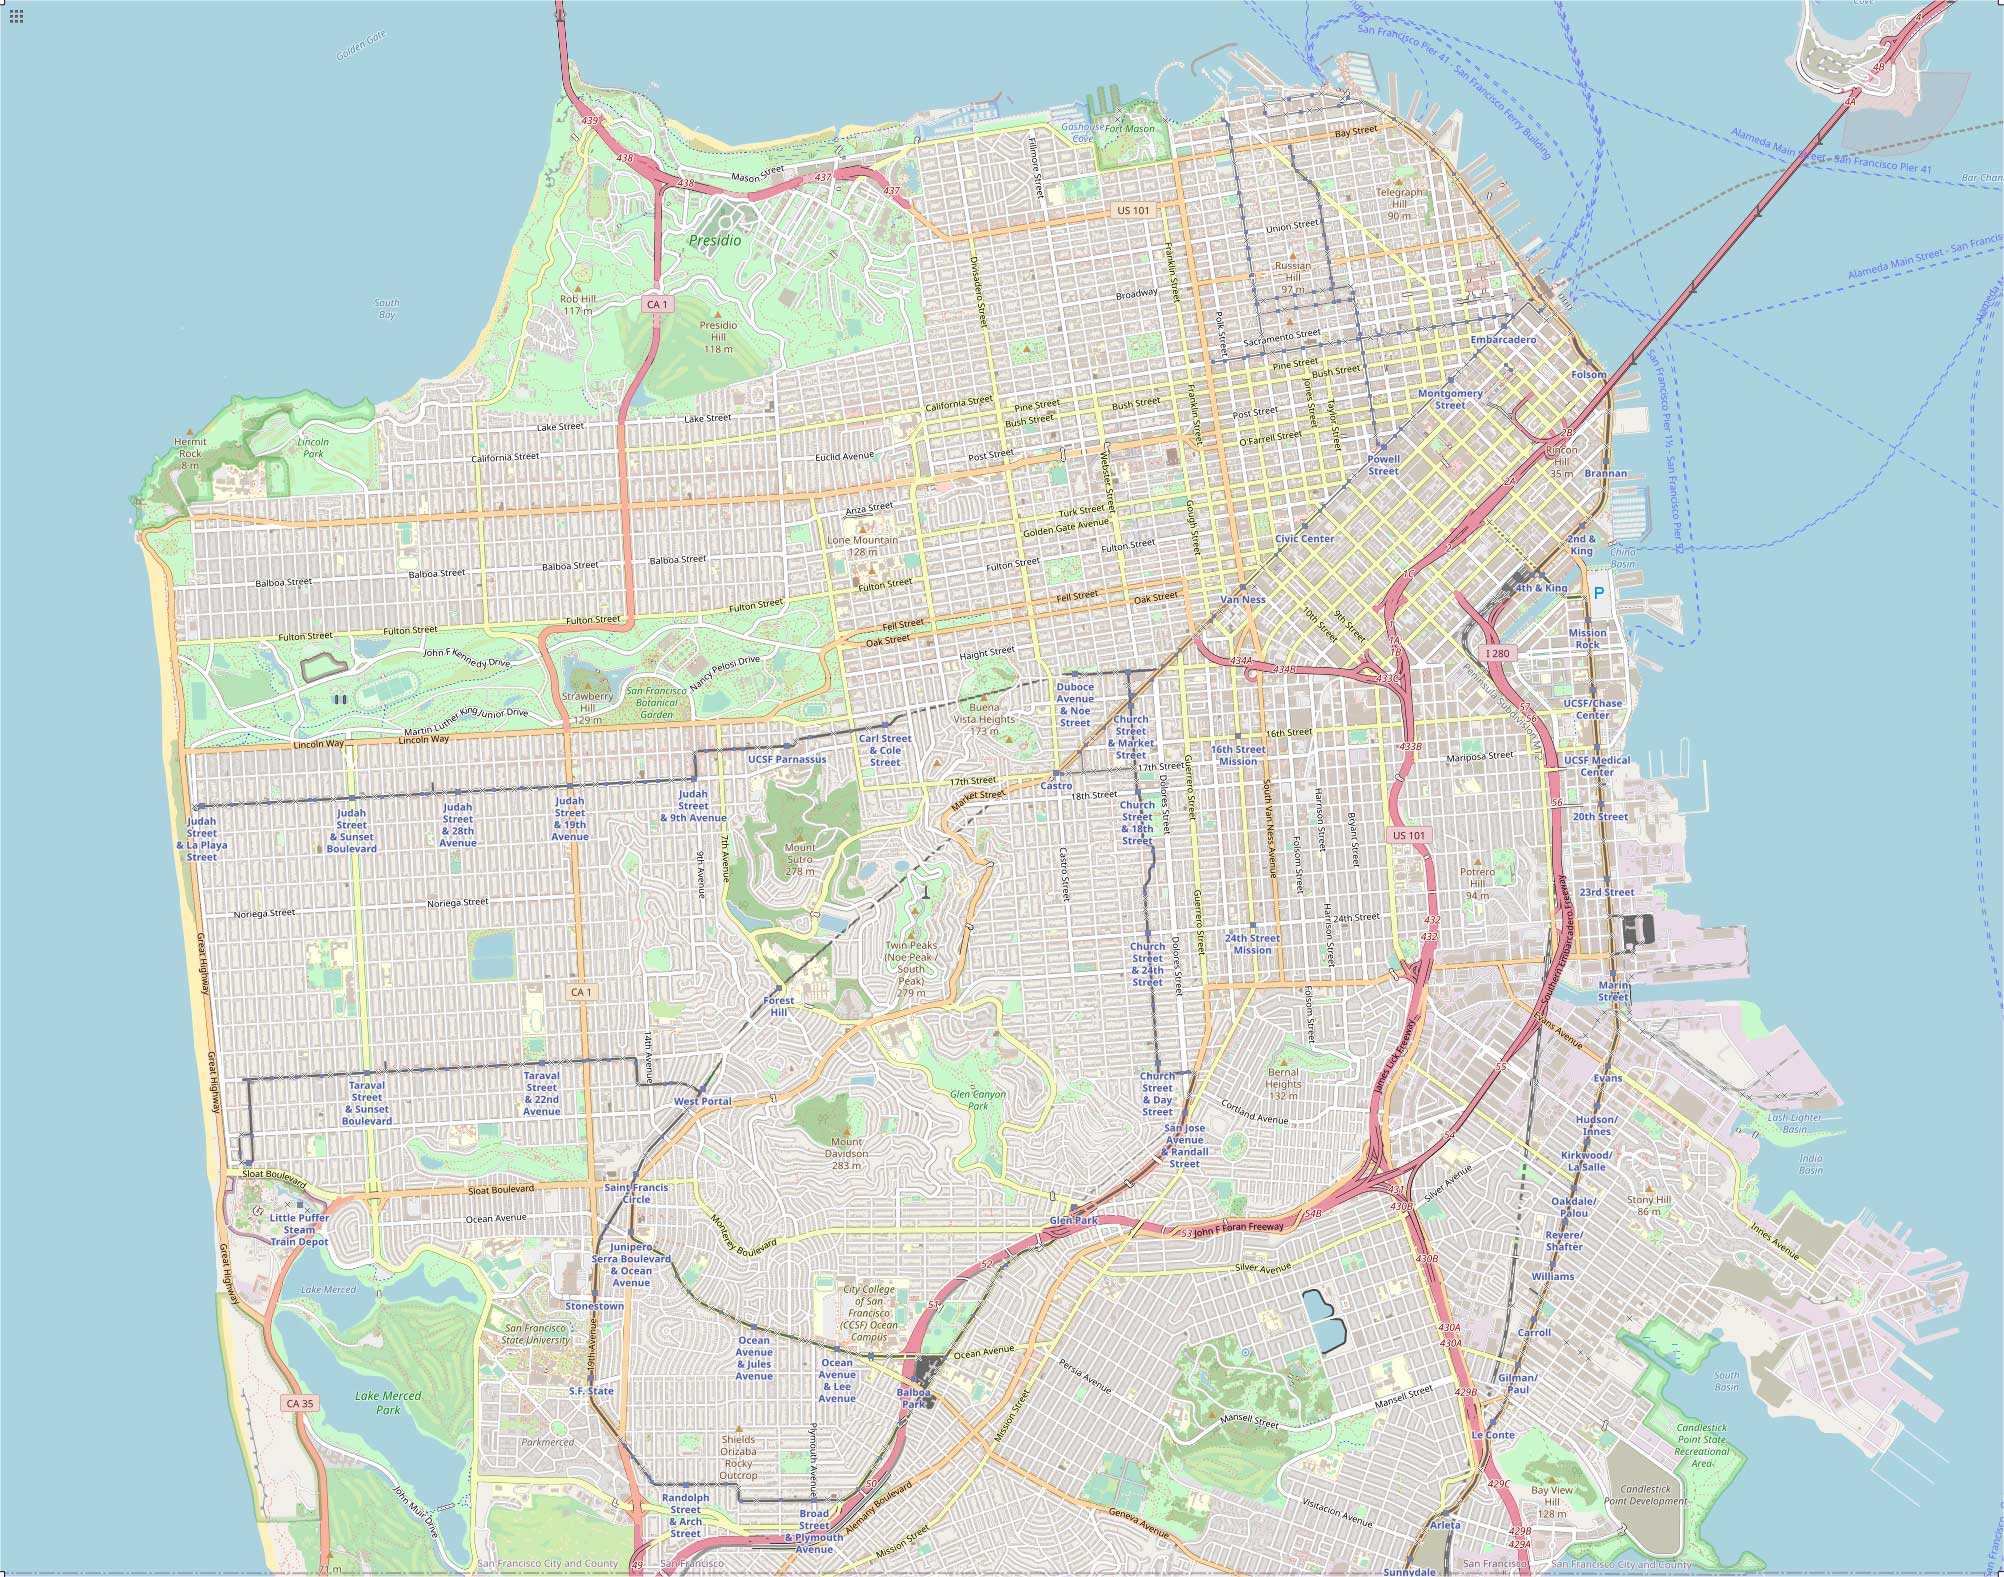 Golden Gate
San Francisco Pier 41 - San Francisco Ferry Building
Alameda Main Street - San Francisco Pier 41
Bar Chan
Alameda Main Street - San Francis
4
4B
4A
439
438
438
437
437
Mason Street
Presidio
CA 1
Rob Hill
117 m
Presidio
Hill
118 m
South
Bay
Gashouse
Cove
Fort Mason
Fillmore Street
Bay Street
US 101
Telegraph
Hill
90 m
Union Street
Russian
Hill
97 m
Divisadero Street
Franklin Street
Broadway
Polk Street
Sacramento Street
Embarcadero
Folsom
Pine Street
Bush Street
Jones Street
Taylor Street
Montgomery
Street
California Street
Pine Street
Bush Street
Bush Street
Post Street
Franklin Street
O'Farrell Street
Powell
Street
2B
Rincon
Hill
35 m
Brannan
2A
San Francisco Pier 1½ - San Francisco Pier 52
Hermit
Rock
8 m
Lincoln
Park
Lake Street
Lake Street
California Street
Euclid Avenue
Post Street
Webster Street
Anza Street
Turk Street
Golden Gate Avenue
Gough Street
Lone Mountain
128 m
Fulton Street
Fulton Street
Civic Center
2
2nd &
King
China
Basin
1C
4th & King
P
Balboa Street
Balboa Street
Balboa Street
Balboa Street
Fulton Street
Fulton Street
Fulton Street
Fulton Street
Fulton Street
Fell Street
Oak Street
Fell Street
Oak Street
Van Ness
10th Street
9th Street
1
1A
1B
I 280
Mission
Rock
Peninsula Subdivision MT2
John F Kennedy Drive
Nancy Pelosi Drive
Haight Street
434A
434B
433C
Strawberry
Hill
129 m
San Francisco
Botanical
Garden
Martin Luther King Junior Drive
Lincoln Way
Lincoln Way
Buena
Vista Heights
173 m
Duboce
Avenue
& Noe
Street
Church
Street
& Market
Street
Carl Street
& Cole
Street
UCSF Parnassus
16th Street
16th Street
Mission
433B
57
56
UCSF/Chase
Center
Mariposa Street
UCSF Medical
Center
17th Street
17th Street
Castro
Market Street
18th Street
Church
Street
& 18th
Street
Dolores Street
Guerrero Street
South Van Ness Avenue
Harrison Street
Folsom Street
Bryant Street
US 101
56
20th Street
Judah
Street
& La Playa
Street
Judah
Street
& Sunset
Boulevard
Judah
Street
& 28th
Avenue
Judah
Street
& 19th
Avenue
Judah
Street
& 9th Avenue
9th Avenue
7th Avenue
Mount
Sutro
278 m
Castro Street
Potrero
Hill
94 m
23rd Street
Noriega Street
Noriega Street
Guerrero Street
Harrison Street
24th Street
432
432
Great Highway
Twin Peaks
(Noe Peak /
South
Peak)
279 m
Church
Street
& 24th
Street
Dolores Street
24th Street
Mission
Southern Embarcadero Freeway
CA 1
Forest
Hill
Folsom Street
Marin
Street
Evans Avenue
Great Highway
14th Avenue
James Lick Freeway
Taraval
Street
& Sunset
Boulevard
Taraval
Street
& 22nd
Avenue
West Portal
Glen Canyon
Park
Church
Street
& Day
Street
Bernal
Heights
132 m
Cortland Avenue
55
Evans
Lash Lighter
Basin
Mount
Davidson
283 m
San Jose
Avenue
& Randall
Street
54
Hudson/
Innes
Kirkwood/
La Salle
India
Basin
Sloat Boulevard
Sloat Boulevard
Saint Francis
Circle
Ocean Avenue
Little Puffer
Steam
Train Depot
Monterey Boulevard
Glen Park
53
John F Foran Freeway
54B
431
430B
Silver Avenue
Oakdale/
Palou
Stony Hill
86 m
Revere/
Shafter
Innes Avenue
Great Highway
Lake Merced
Junipero
Serra Boulevard
& Ocean
Avenue
Stonestown
52
Silver Avenue
430B
Williams
City College
of San
Francisco
(CCSF) Ocean
Campus
51
San Francisco
State University
19th Avenue
Ocean
Avenue
& Jules
Avenue
Ocean
Avenue
& Lee
Avenue
Ocean Avenue
430A
430A
Carroll
Persia Avenue
Balboa
Park
Lake Merced
Park
S.F. State
CA 35
Mansell Street
Mansell Street
429B
Gilman/
Paul
South
Basin
Mission Street
Parkmerced
Shields
Orizaba
Rocky
Outcrop
Plymouth Avenue
Le Conte
Candlestick
Point State
Recreational
Area
John Muir Drive
Randolph
Street
& Arch
Street
50
Alemany Boulevard
Broad
Street
& Plymouth
Avenue
Geneva Avenue
Visitacion Avenue
429C
Bay View
Hill
128 m
Candlestick
Point Development
Arleta
429B
429A
Mission Street
49
San Francisco City and County
San Francisco
San Francisco
San Francisco City and County
Sunnydale